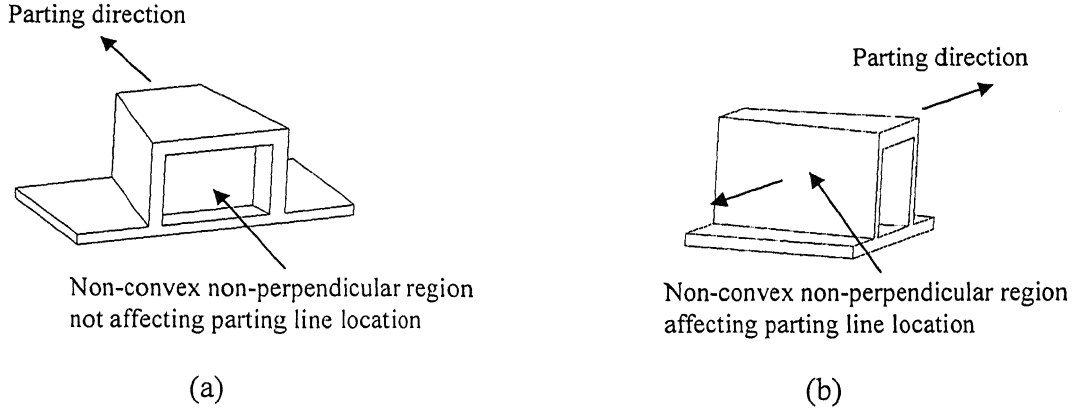 Parting direction
Parting direction
Non-convex non-perpendicular region
not affecting parting line location
Non-convex non-perpendicular region
affecting parting line location
(a)
(b)